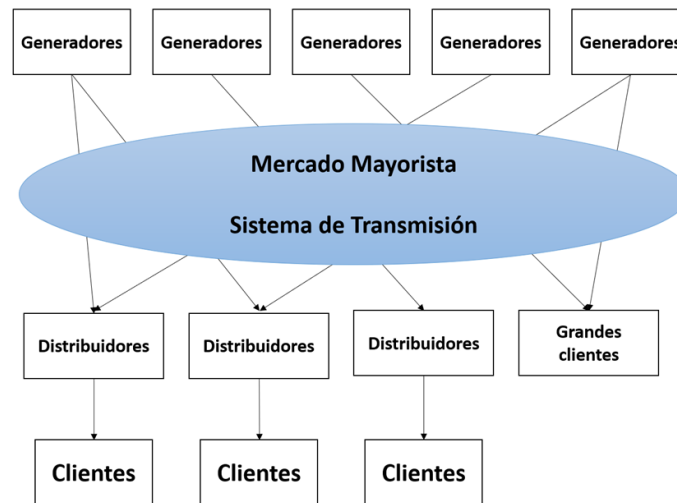 Generadores
Generadores
Generadores
Generadores
Generadores
Mercado Mayorista
Sistema de Transmisión
Distribuidores
Distribuidores
Distribuidores
Grandes
clientes
Clientes
Clientes
Clientes